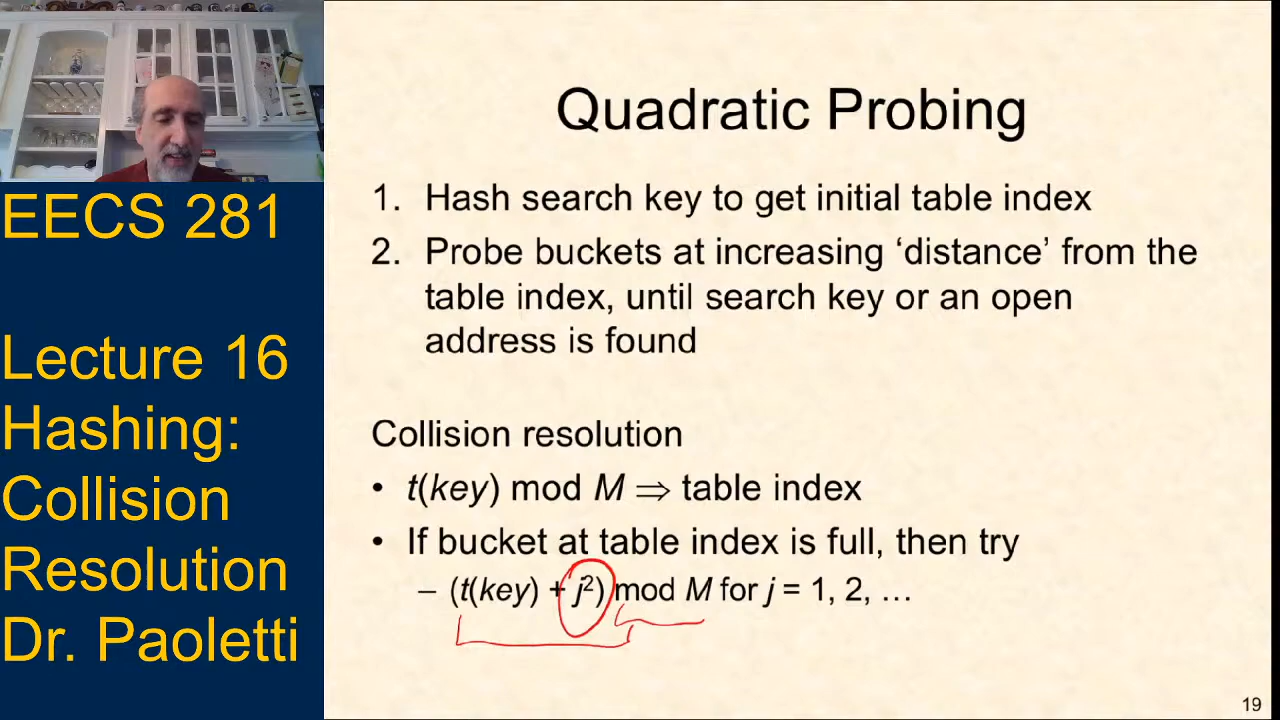 EECS 281
Lecture 16
Hashing:
Collision
Resolution
Dr. Paoletti
Quadratic Probing
1. Hash search key to get initial table index
2. Probe buckets at increasing ‘distance’ from the
table index, until search key or an open
address is found
Collision resolution
• t(key) mod M ⇒ table index
• If bucket at table index is full, then try
– (t(key) + j²) mod M for j = 1, 2, …
19